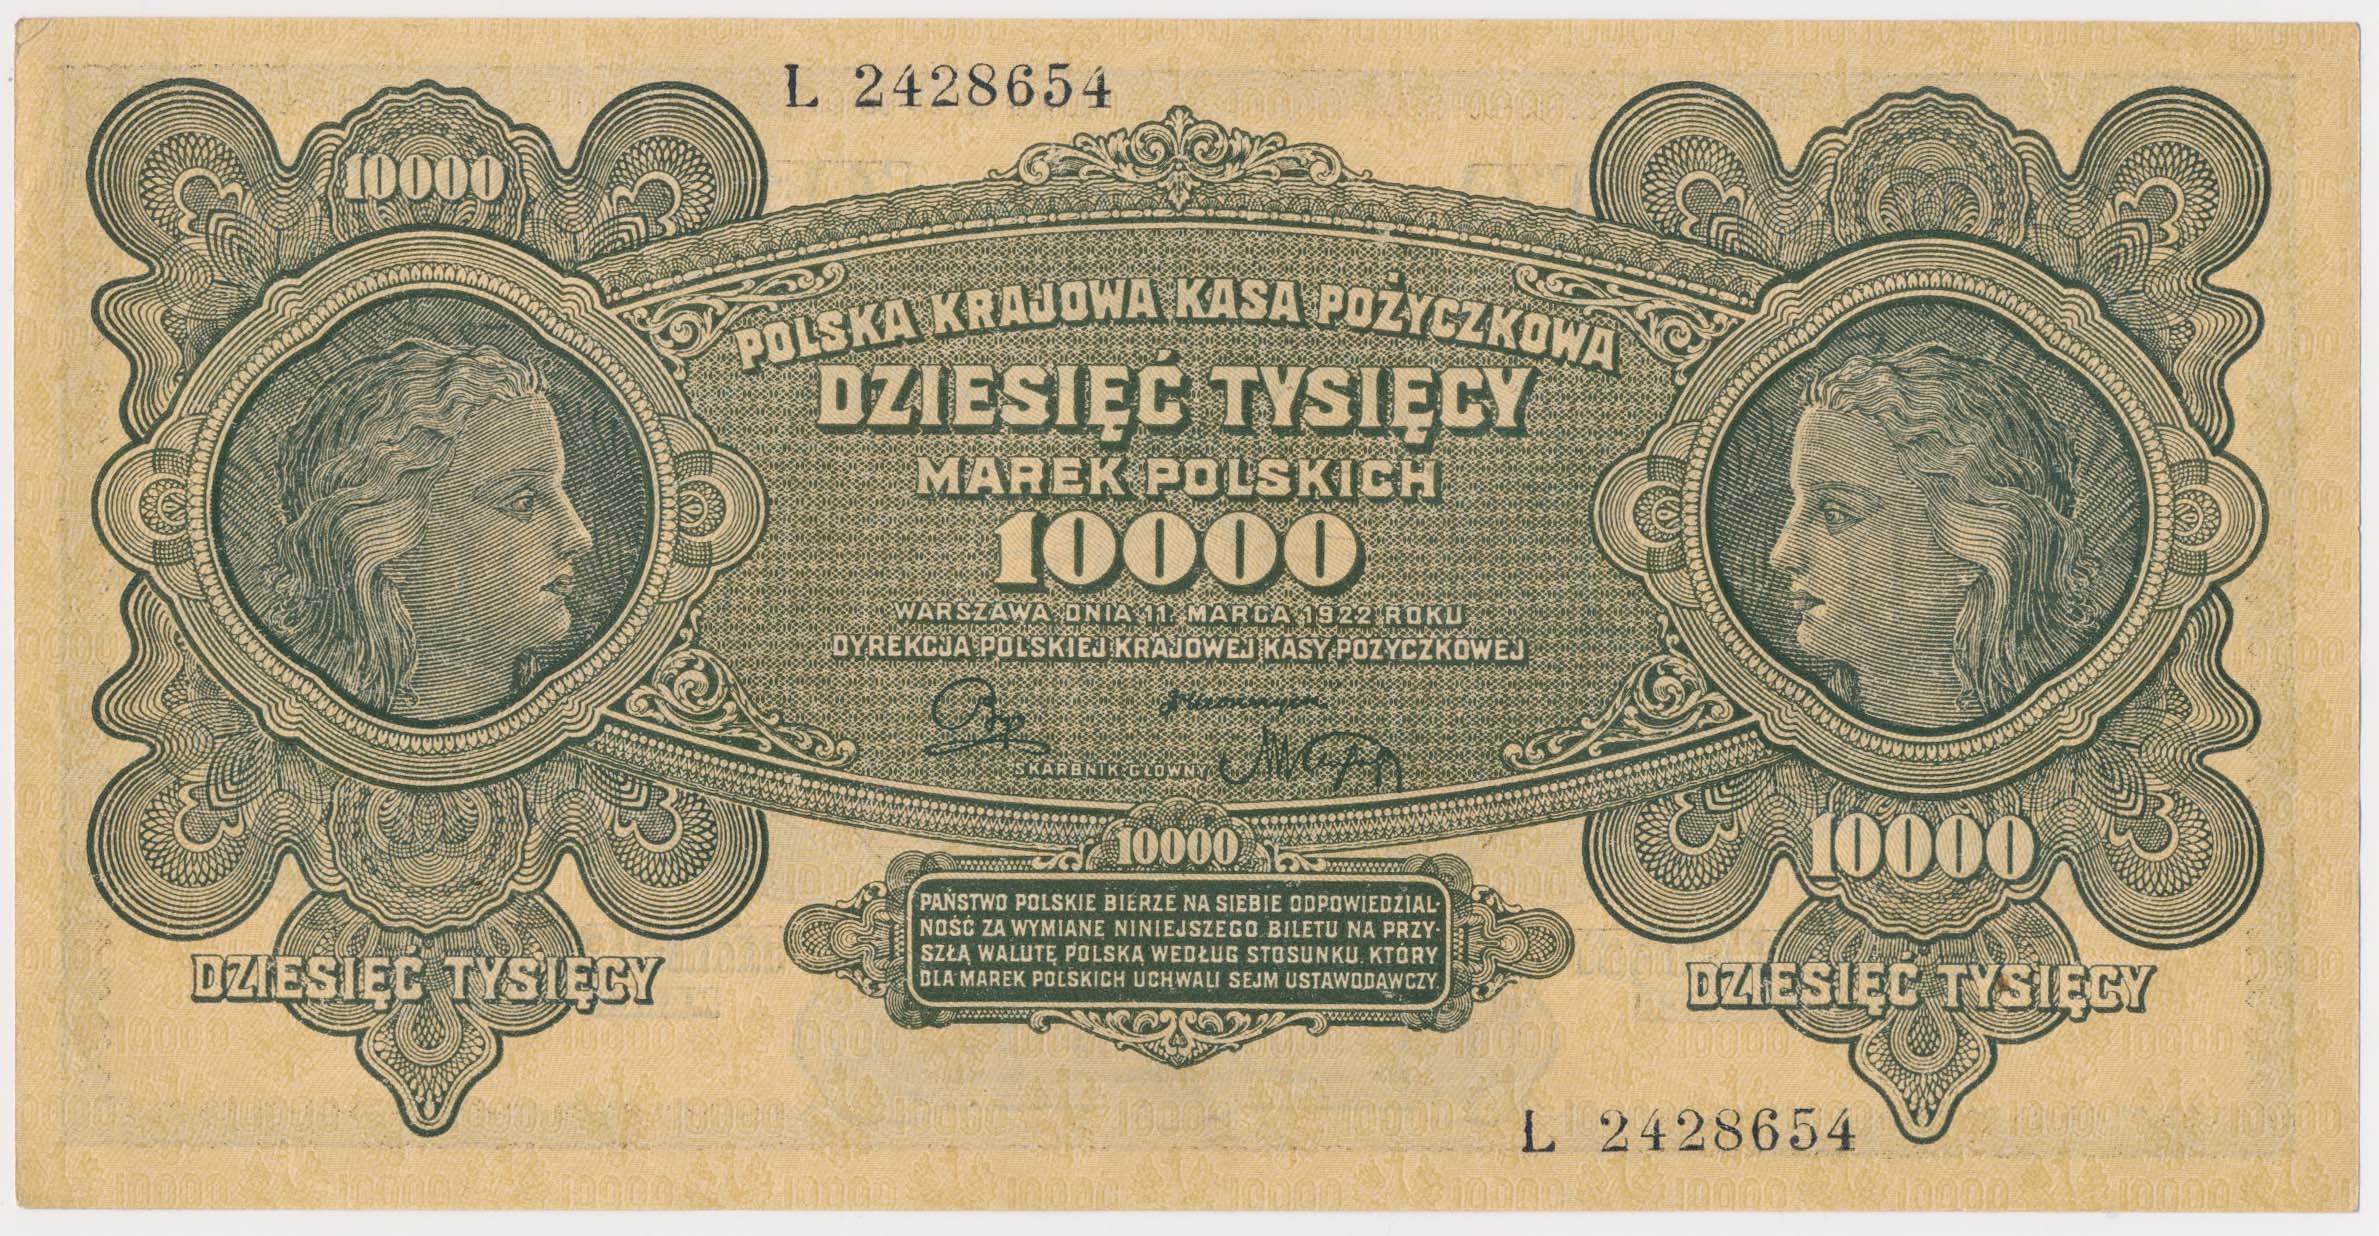 L 2428654
10000
POLSKA KRAJOWA KASA POŻYCZKOWA
DZIESIĘĆ TYSIĘCY
MAREK POLSKICH
10000
WARSZAWA DNIA 11. MARCA 1922 ROKU
DYREKCJA POLSKIEJ KRAJOWEJ KASY POŻYCZKOWEJ
SKARBNIK GŁÓWNY
10000
10000
PAŃSTWO POLSKIE BIERZE NA SIEBIE ODPOWIEDZIAL-
NOŚĆ ZA WYMIANĘ NINIEJSZEGO BILETU NA PRZY-
SZŁĄ WALUTĘ POLSKĄ WEDŁUG STOSUNKU, KTÓRY
DLA MAREK POLSKICH UCHWALI SEJM USTAWODAWCZY.
DZIESIĘĆ TYSIĘCY
DZIESIĘĆ TYSIĘCY
L 2428654